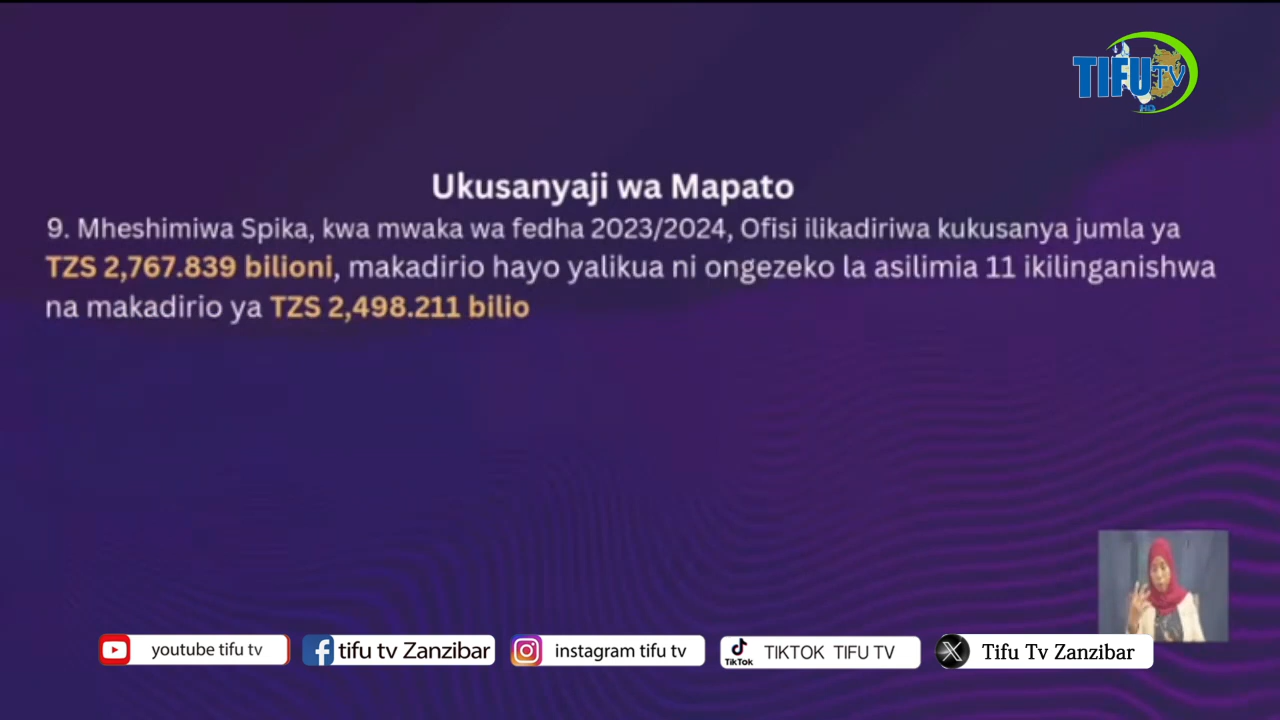 TIFU TV
HD
Ukusanyaji wa Mapato
9. Mheshimiwa Spika, kwa mwaka wa fedha 2023/2024, Ofisi ilikadiriwa kukusanya jumla ya
TZS 2,767.839 bilioni, makadirio hayo yalikua ni ongezeko la asilimia 11 ikilinganishwa
na makadirio ya TZS 2,498.211 bilio
youtube tifu tv
tifu tv Zanzibar
instagram tifu tv
TikTok
TIKTOK TIFU TV
Tifu Tv Zanzibar